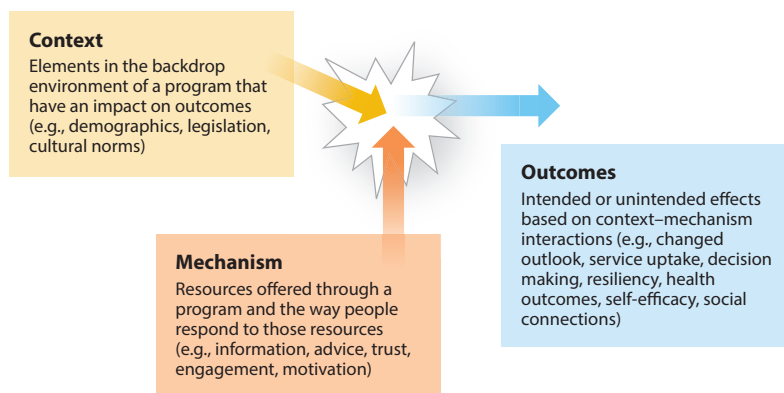 Context
Elements in the backdrop
environment of a program that
have an impact on outcomes
(e.g., demographics, legislation,
cultural norms)
Mechanism
Resources offered through a
program and the way people
respond to those resources
(e.g., information, advice, trust,
engagement, motivation)
Outcomes
Intended or unintended effects
based on context–mechanism
interactions (e.g., changed
outlook, service uptake, decision
making, resiliency, health
outcomes, self-efficacy, social
connections)